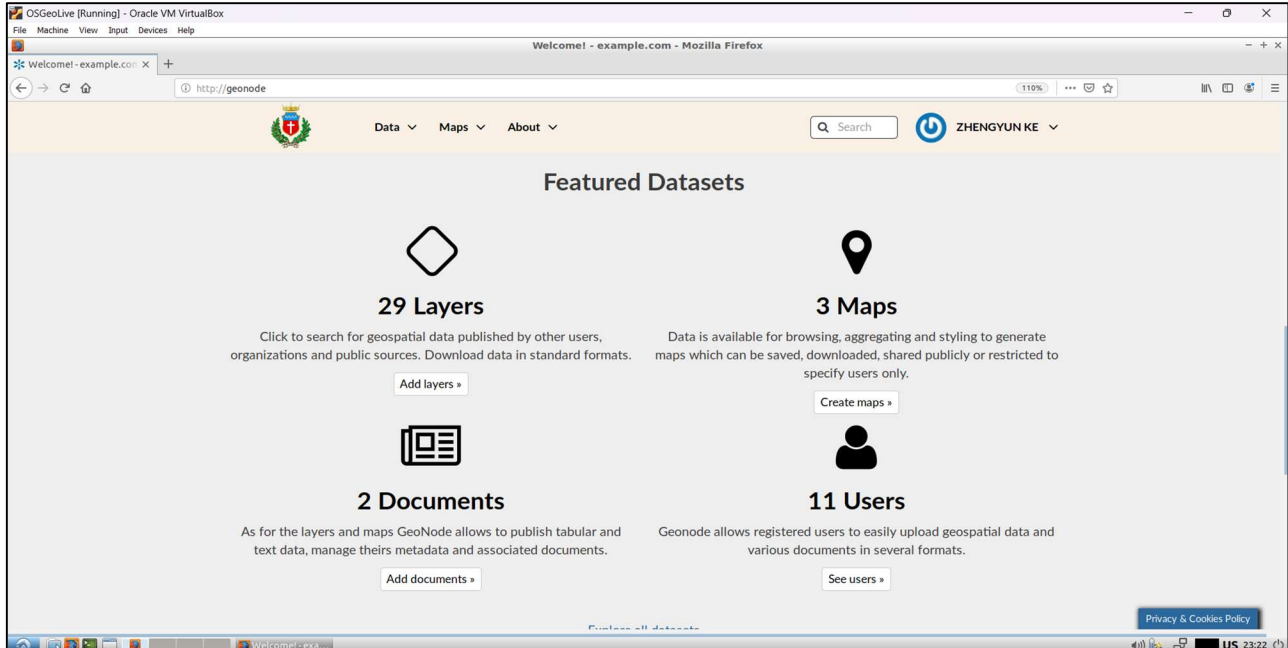 OSGeoLive [Running] - Oracle VM VirtualBox
File Machine View Input Devices Help
Welcome! - example.com - Mozilla Firefox
Welcome! - example.con
http://geonode
110%
Data Maps About
Search
ZHENGYUN KE
Featured Datasets
29 Layers
Click to search for geospatial data published by other users,
organizations and public sources. Download data in standard formats.
Add layers »
3 Maps
Data is available for browsing, aggregating and styling to generate
maps which can be saved, downloaded, shared publicly or restricted to
specify users only.
Create maps »
2 Documents
As for the layers and maps GeoNode allows to publish tabular and
text data, manage theirs metadata and associated documents.
Add documents »
11 Users
Geonode allows registered users to easily upload geospatial data and
various documents in several formats.
See users »
Explore all datasets
Privacy & Cookies Policy
Welcome! - exa...
US 23:22